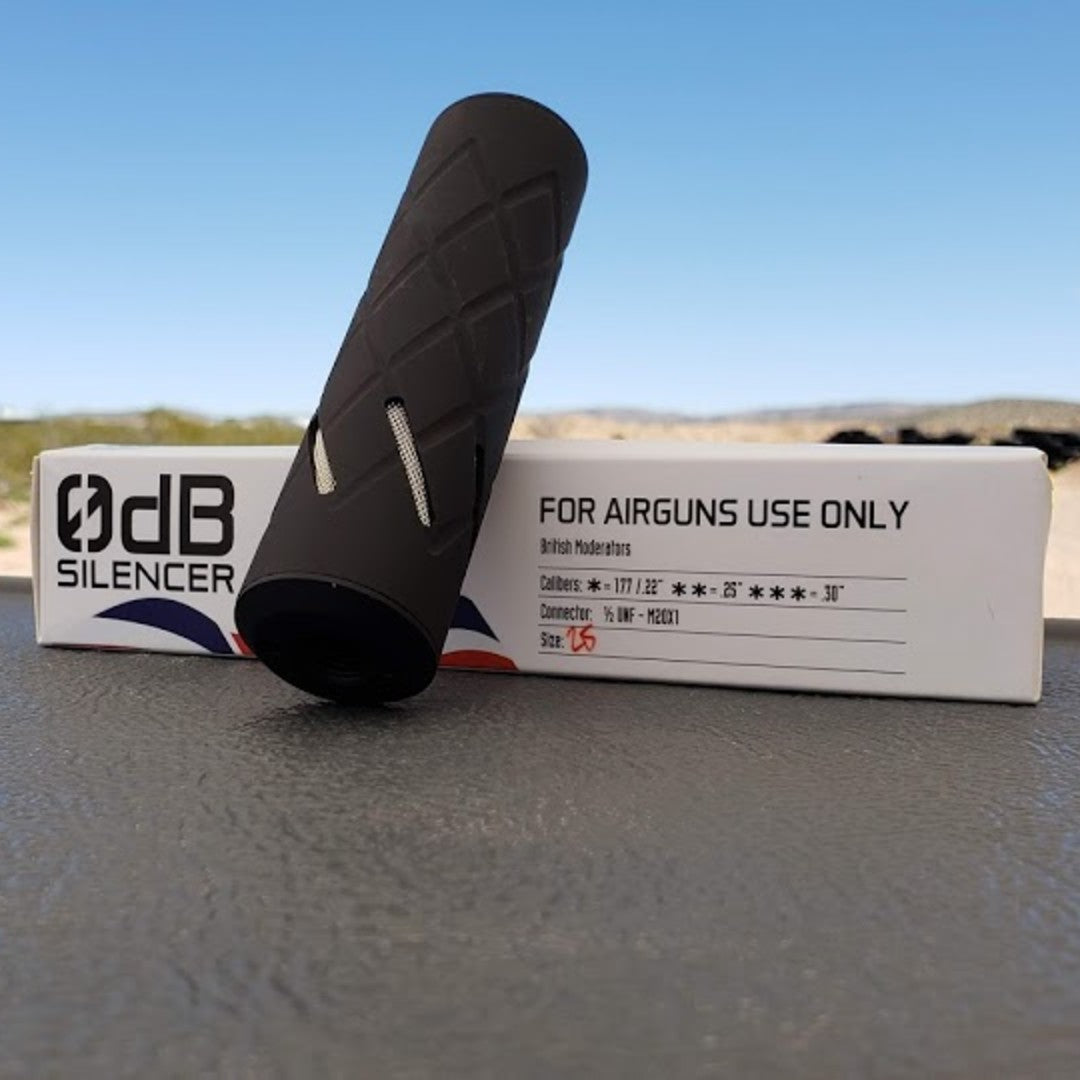 0dB
SILENCER
FOR AIRGUNS USE ONLY
British Moderators
Calibers: * = 177 / .22" ** = .25" *** = .30"
Connector: ½ UNF - M20X1
Size: 25